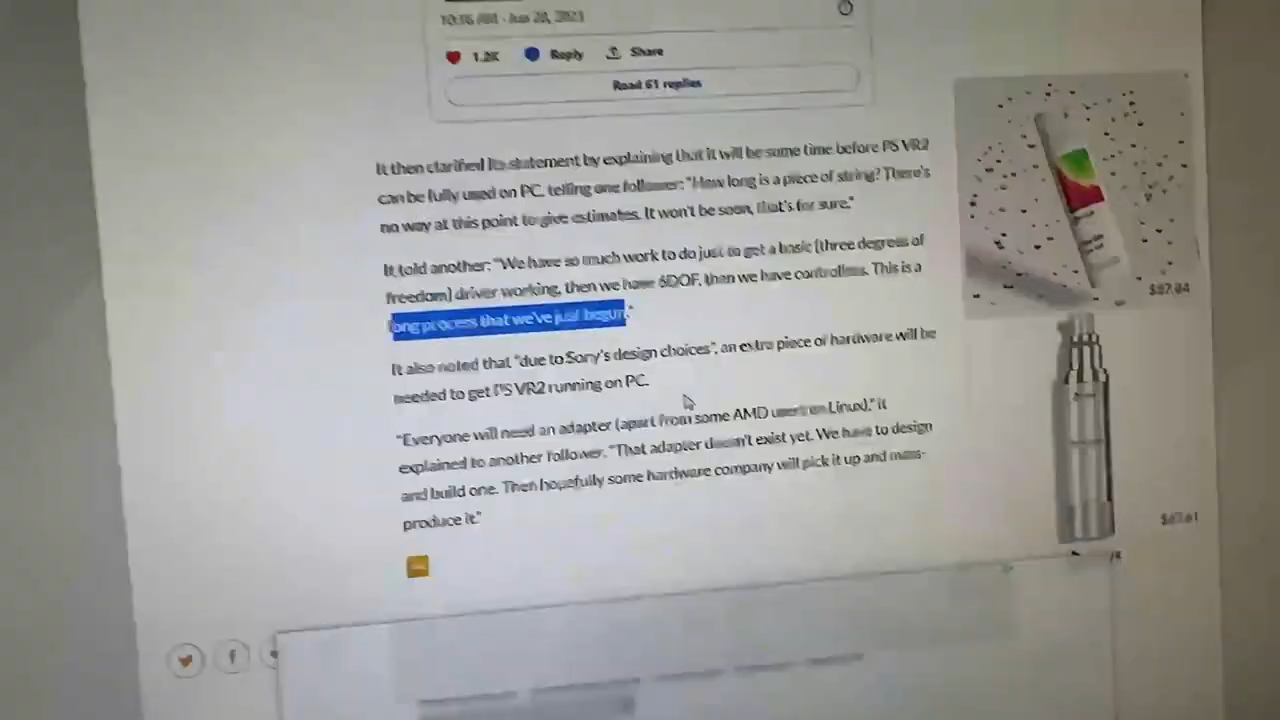 10:16 AM · Jun 20, 2023
1.2K Reply Share
Read 61 replies
It then clarified its statement by explaining that it will be some time before PS VR2
can be fully used on PC, telling one follower: "How long is a piece of string? There's
no way at this point to give estimates. It won't be soon, that's for sure."
It told another: "We have so much work to do just to get a basic [three degrees of
freedom] driver working, then we have 6DOF, then we have controllers. This is a
long process that we've just begun."
It also noted that "due to Sony's design choices", an extra piece of hardware will be
needed to get PS VR2 running on PC.
"Everyone will need an adapter (apart from some AMD users on Linux)," it
explained to another follower. "That adapter doesn't exist yet. We have to design
and build one. Then hopefully some hardware company will pick it up and mass-
produce it."
$87.84